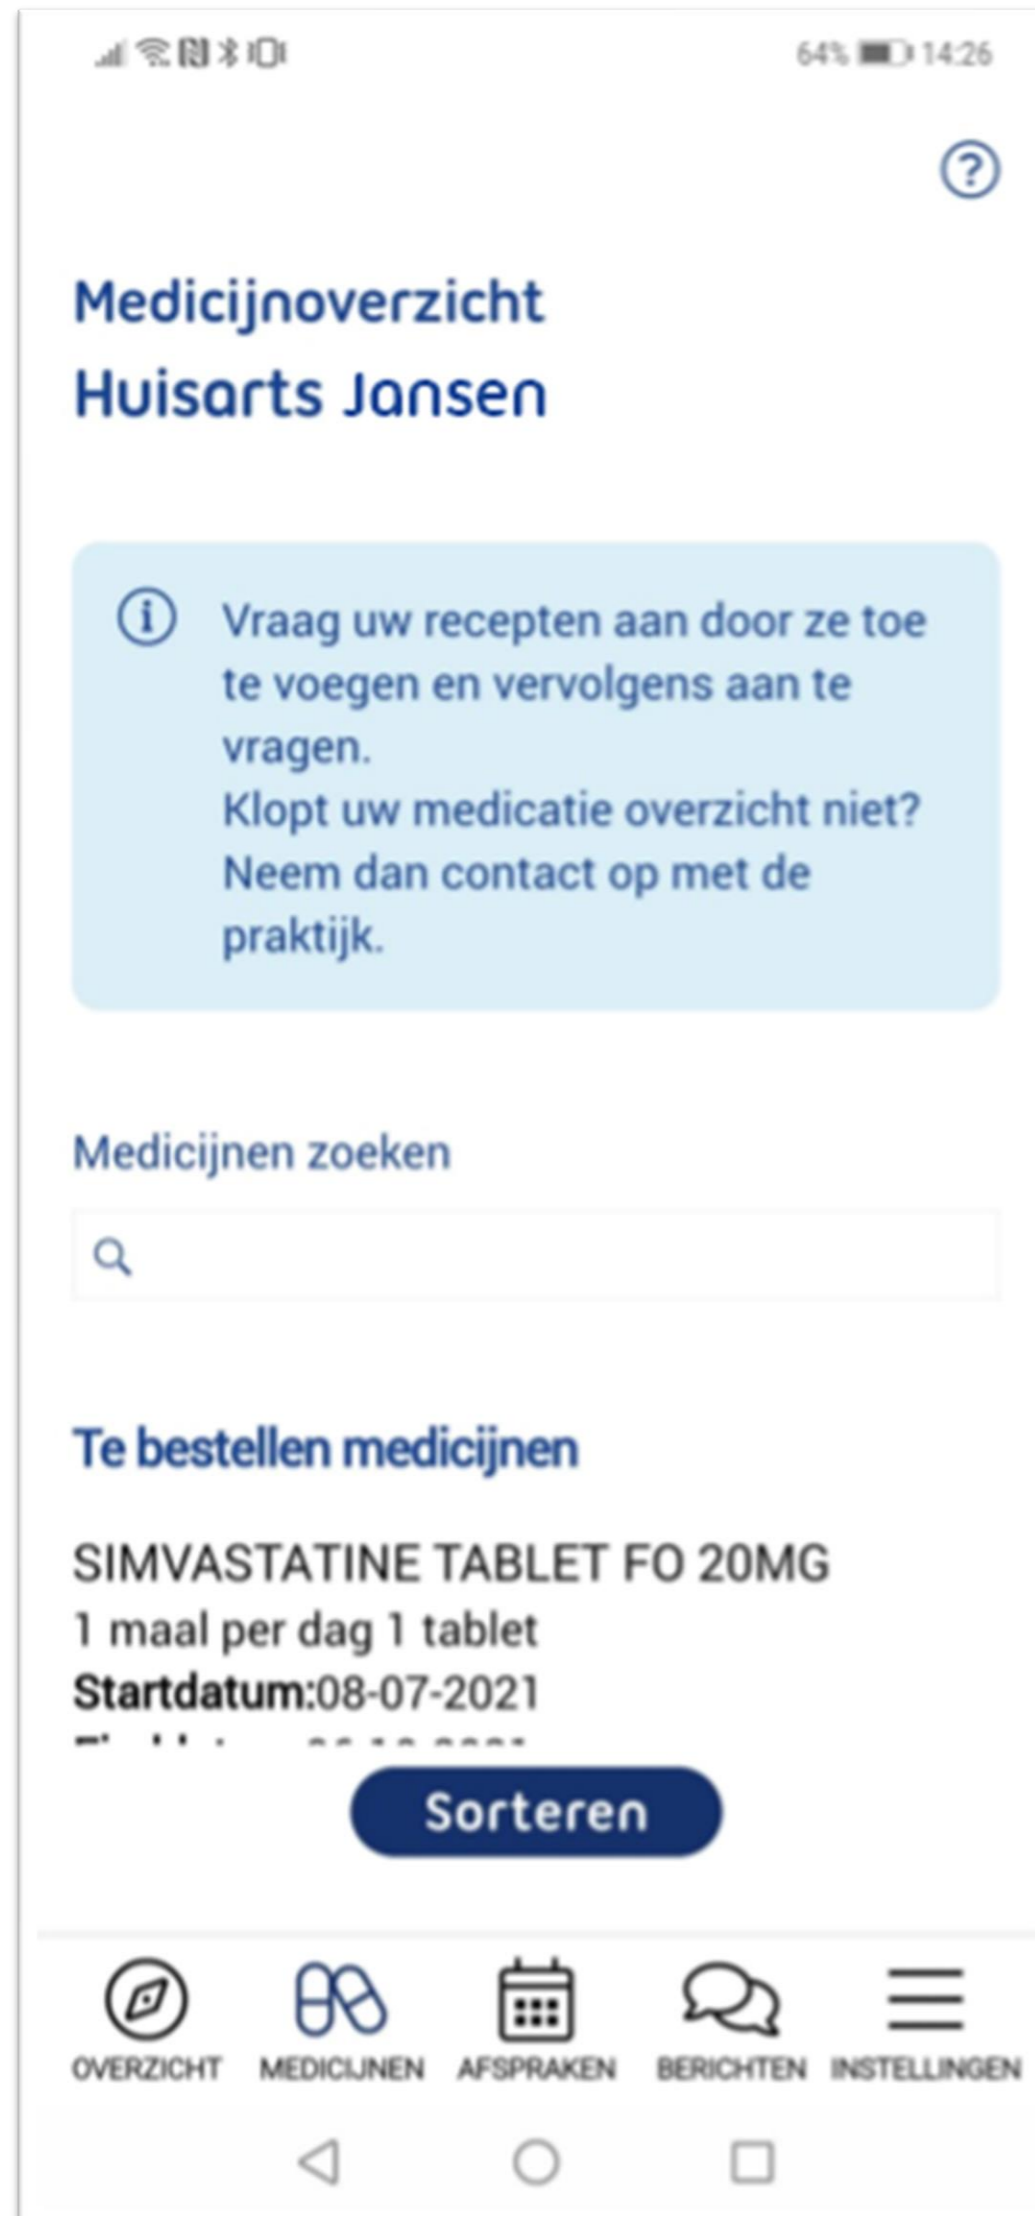 64% 14:26
?
Medicijnoverzicht
Huisarts Jansen
i
Vraag uw recepten aan door ze toe
te voegen en vervolgens aan te
vragen.
Klopt uw medicatie overzicht niet?
Neem dan contact op met de
praktijk.
Medicijnen zoeken
Te bestellen medicijnen
SIMVASTATINE TABLET FO 20MG
1 maal per dag 1 tablet
Startdatum:08-07-2021
Sorteren
OVERZICHT MEDICIJNEN AFSPRAKEN BERICHTEN INSTELLINGEN